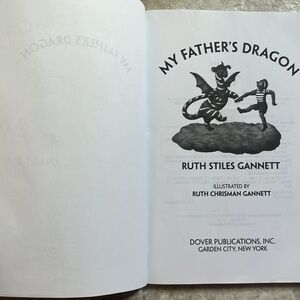 MY FATHER'S DRAGON
RUTH STILES GANNETT
ILLUSTRATED BY
RUTH CHRISMAN GANNETT
DOVER PUBLICATIONS, INC.
GARDEN CITY, NEW YORK